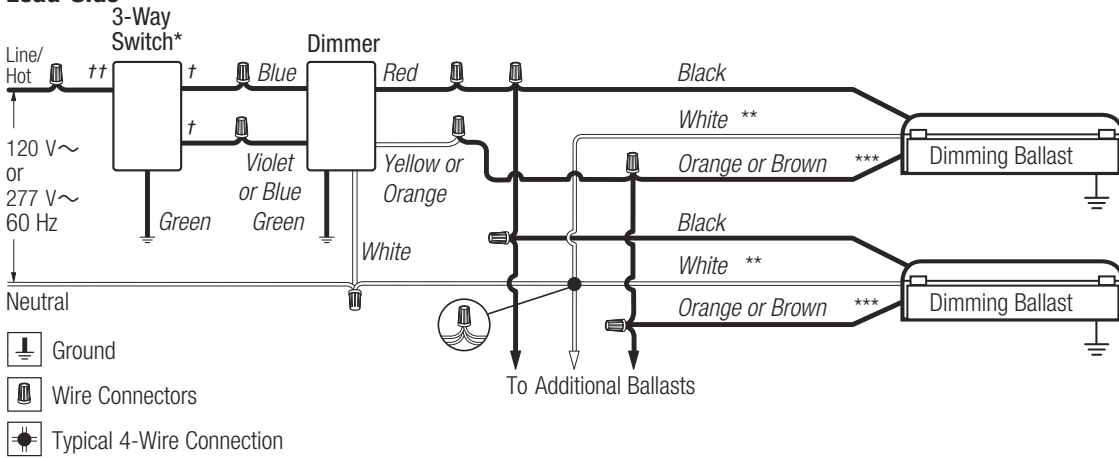 3-Way
Switch*
Dimmer
Line/
Hot
††
†
Blue
Red
Black
White **
†
120 V~
or
277 V~
60 Hz
Violet
or Blue
Yellow or
Orange
Orange or Brown ***
Dimming Ballast
Green
Green
Black
White
White **
Neutral
Orange or Brown ***
Dimming Ballast
Ground
To Additional Ballasts
Wire Connectors
Typical 4-Wire Connection